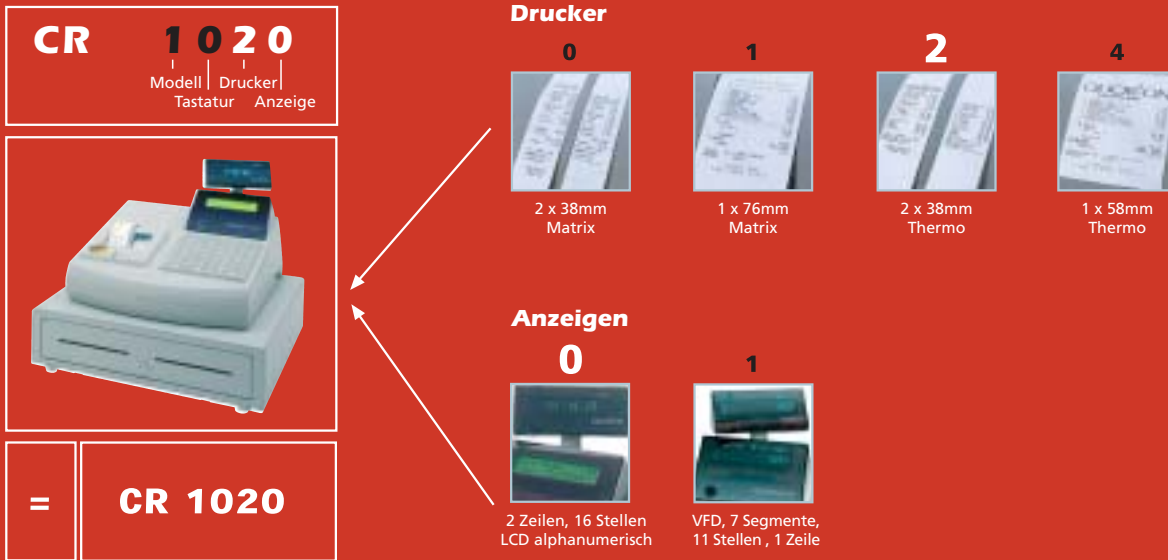 CR 1020
Modell Drucker
Tastatur Anzeige
Drucker
0 1 2 4
2 x 38mm 1 x 76mm 2 x 38mm 1 x 58mm
Matrix Matrix Thermo Thermo
Anzeigen
0 1
2 Zeilen, 16 Stellen VFD, 7 Segmente,
LCD alphanumerisch 11 Stellen , 1 Zeile
= CR 1020